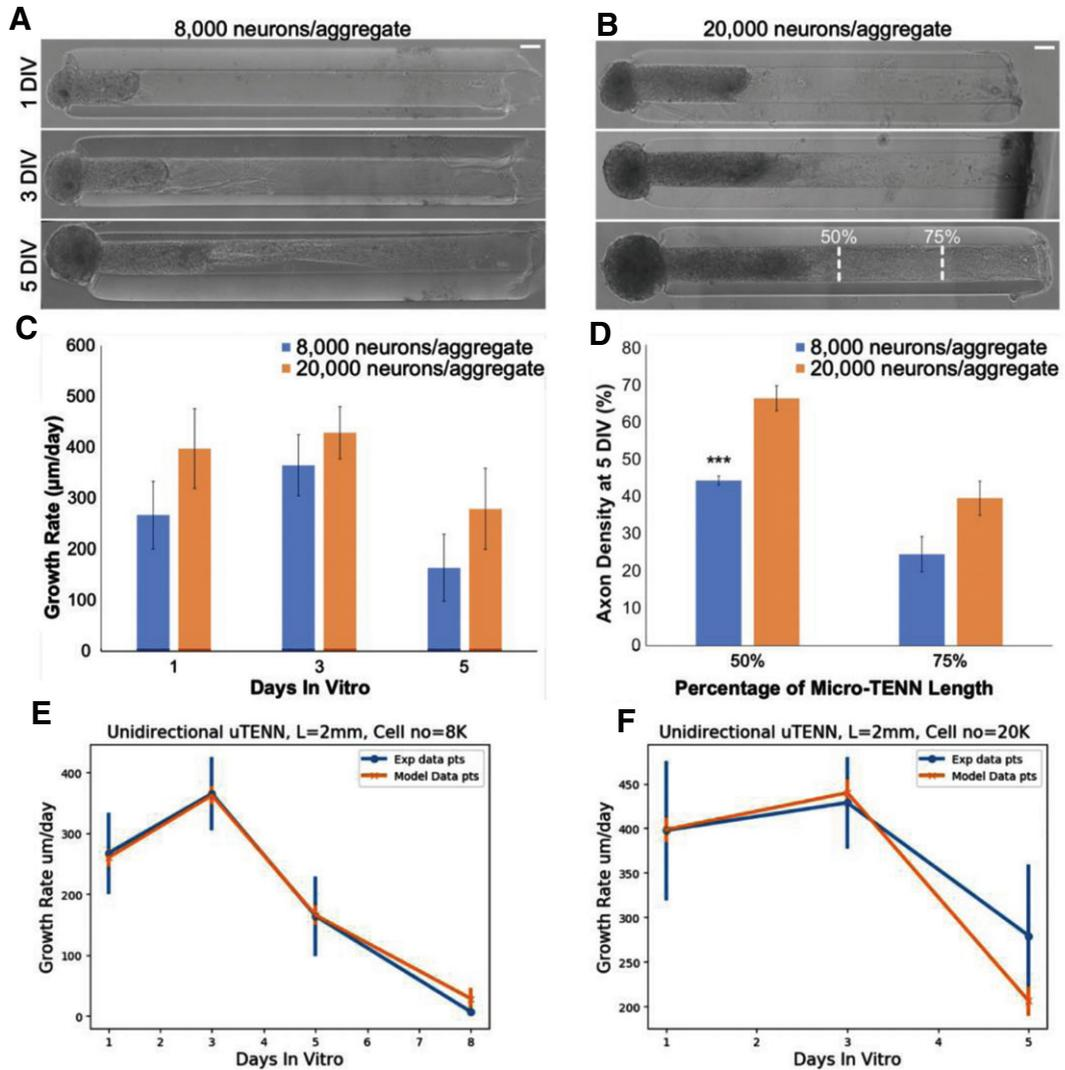 A
8,000 neurons/aggregate
1 DIV
3 DIV
5 DIV
B
20,000 neurons/aggregate
50%
75%
C
8,000 neurons/aggregate
20,000 neurons/aggregate
Growth Rate (µm/day)
600
500
400
300
200
100
0
1
3
5
Days In Vitro
D
8,000 neurons/aggregate
20,000 neurons/aggregate
Axon Density at 5 DIV (%)
80
70
60
50
40
30
20
10
0
***
50%
75%
Percentage of Micro-TENN Length
E
Unidirectional uTENN, L=2mm, Cell no=8K
Exp data pts
Model Data pts
Growth Rate um/day
400
300
200
100
0
1
2
3
4
5
6
7
8
Days In Vitro
F
Unidirectional uTENN, L=2mm, Cell no=20K
Exp data pts
Model Data pts
Growth Rate um/day
450
400
350
300
250
200
1
2
3
4
5
Days In Vitro